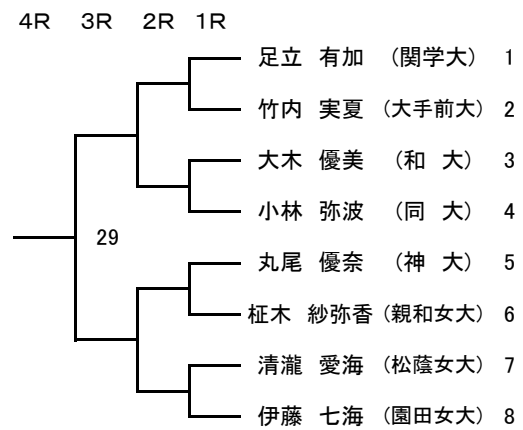 4R 3R 2R 1R
足立 有加 (関学大) 1
竹内 実夏 (大手前大) 2
大木 優美 (和 大) 3
小林 弥波 (同 大) 4
29
丸尾 優奈 (神 大) 5
柾木 紗弥香 (親和女大) 6
清瀧 愛海 (松蔭女大) 7
伊藤 七海 (園田女大) 8